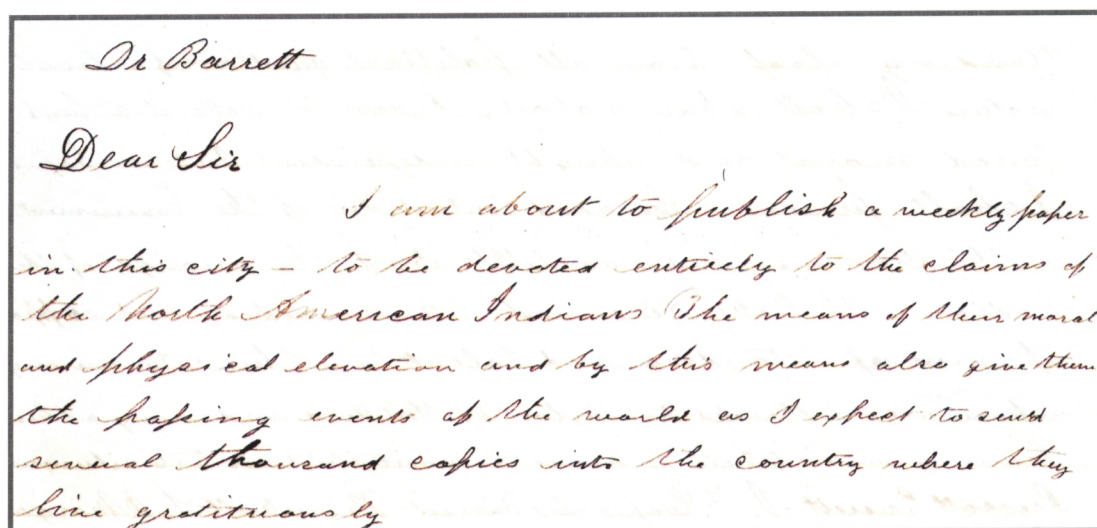 Dr Barrett
Dear Sir
I am about to publish a weekly paper
in this city – to be devoted entirely to the claims of
the North American Indians The means of their moral
and physical elevation and by this means also give them
the passing events of the world as I expect to send
several thousand copies into the country where they
live gratituously